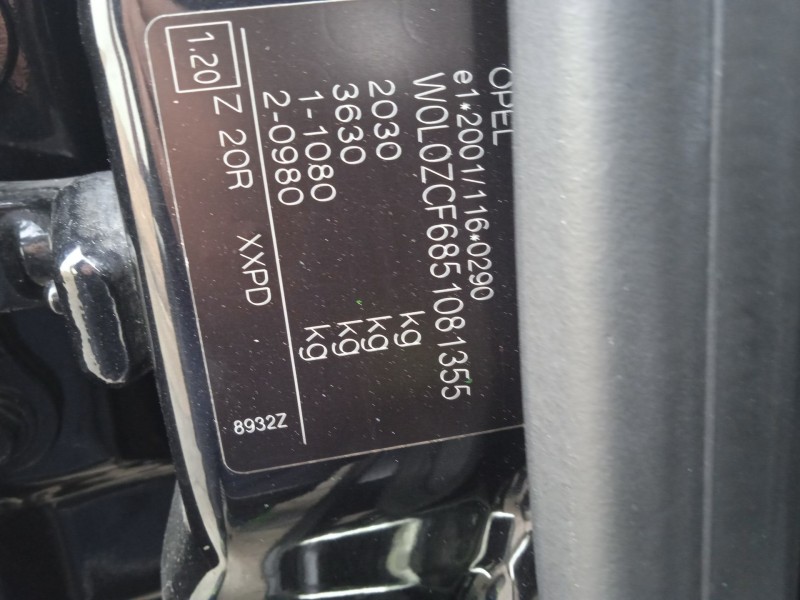 OPEL
e1*2001/116*0290
W0L0ZCF6851081355
2030 kg
3630 kg
1-1080 kg
2-0980 kg
1.20 Z 20R XXPD
8932Z